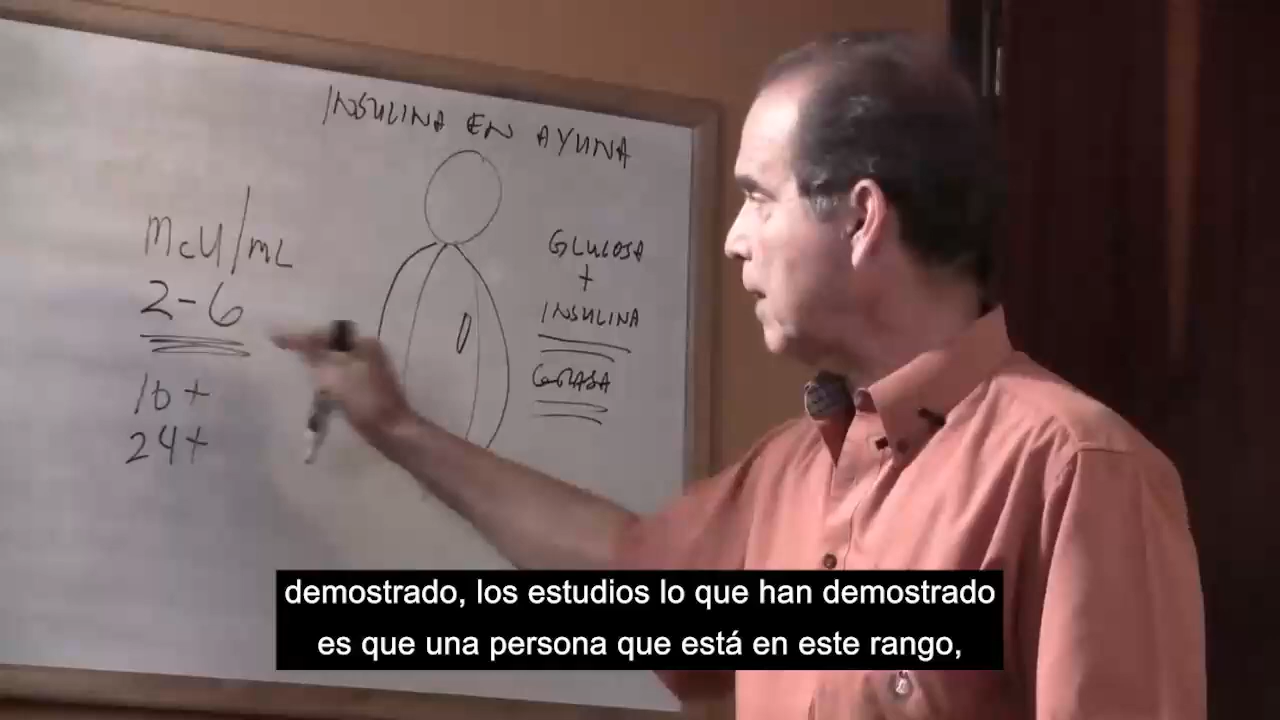 INSULINA EN AYUNA
McU/mL
2-6
10+
24+
GLUCOSA
+
INSULINA
GRASA
demostrado, los estudios lo que han demostrado
es que una persona que está en este rango,